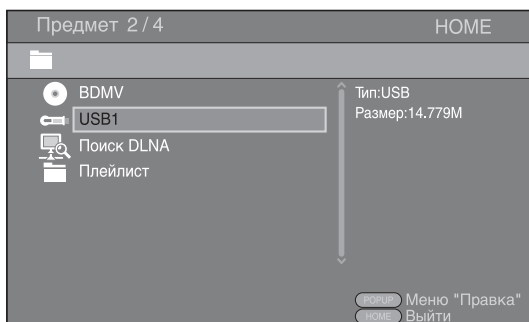 Предмет 2/4 HOME
BDMV
USB1
Поиск DLNA
Плейлист
Тип:USB
Размер:14.779M
POPUP Меню "Правка"
HOME Выйти